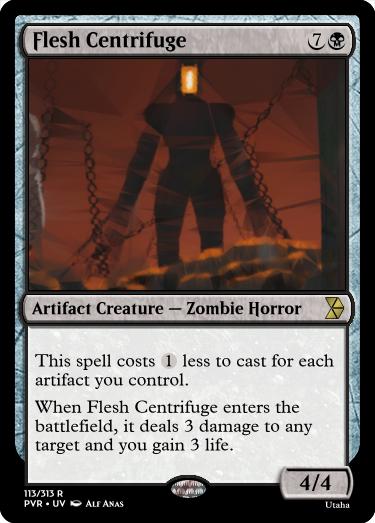 Flesh Centrifuge 7
Artifact Creature — Zombie Horror
This spell costs 1 less to cast for each
artifact you control.
When Flesh Centrifuge enters the
battlefield, it deals 3 damage to any
target and you gain 3 life.
4/4
113/313 R
PVR • UV Alf Anas
Utaha